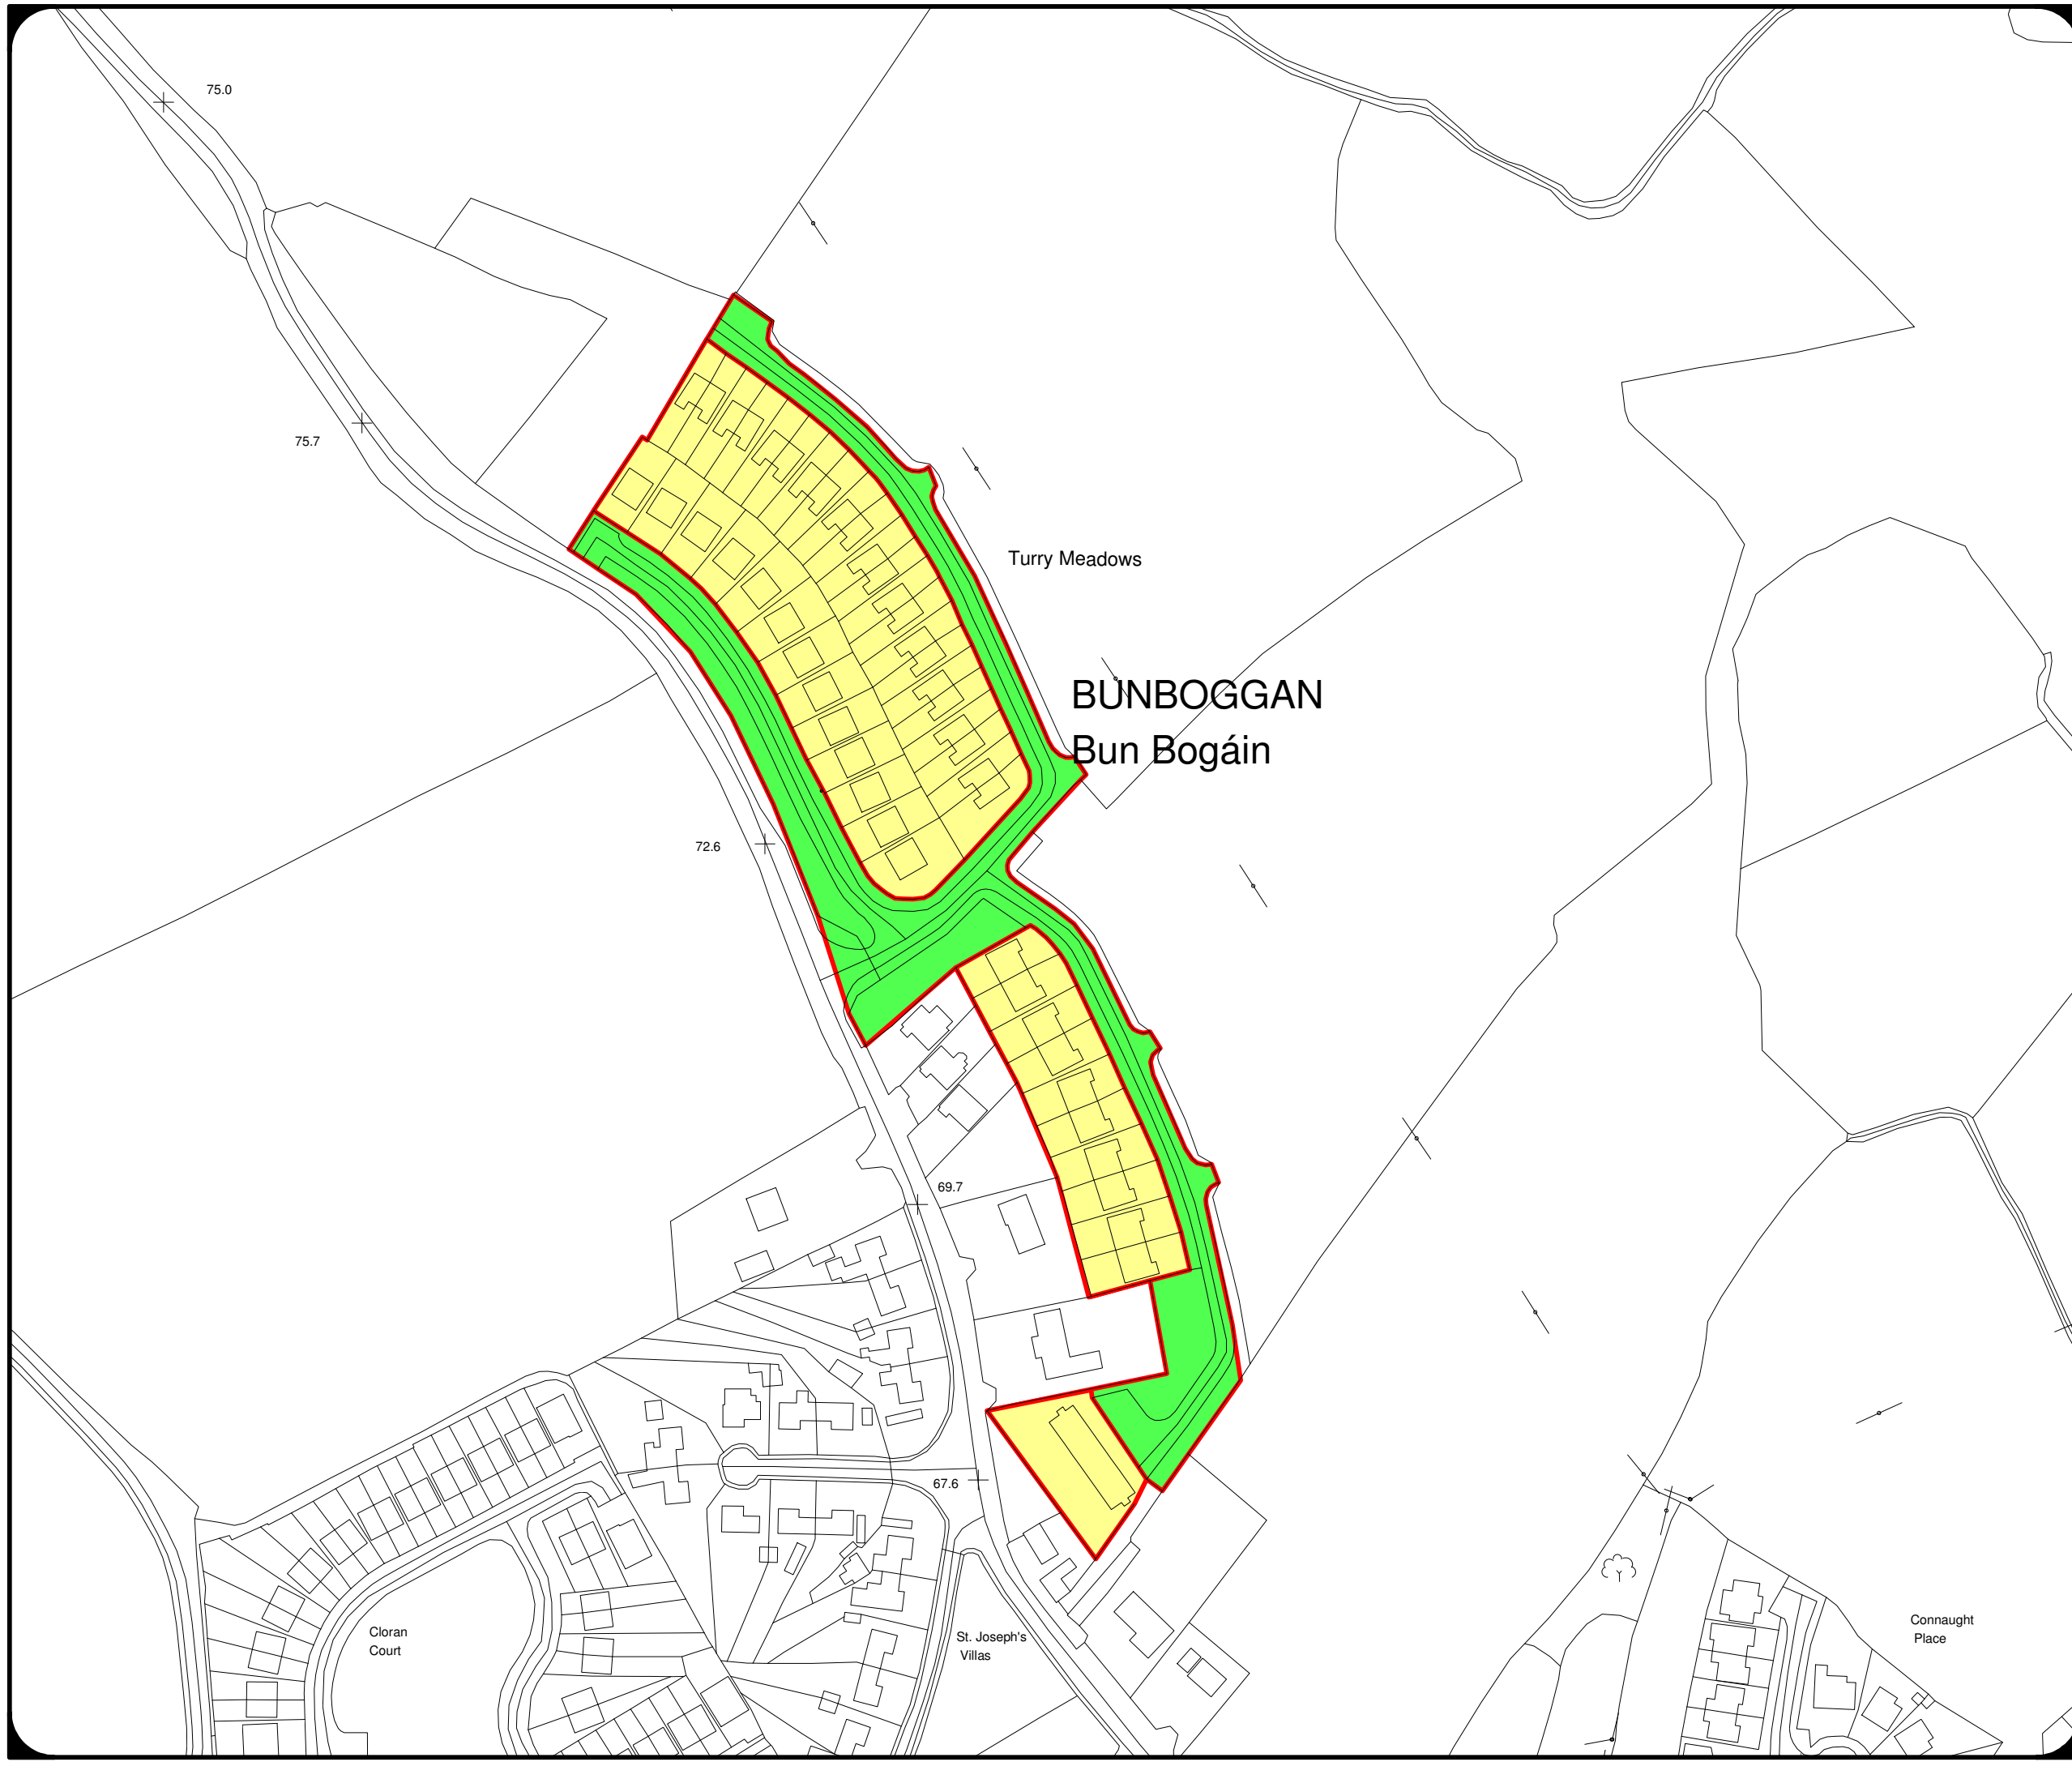 75.0
75.7
Turry Meadows
BUNBOGGAN
Bun Bogáin
72.6
69.7
67.6
Cloran
Court
St. Joseph's
Villas
Connaught
Place